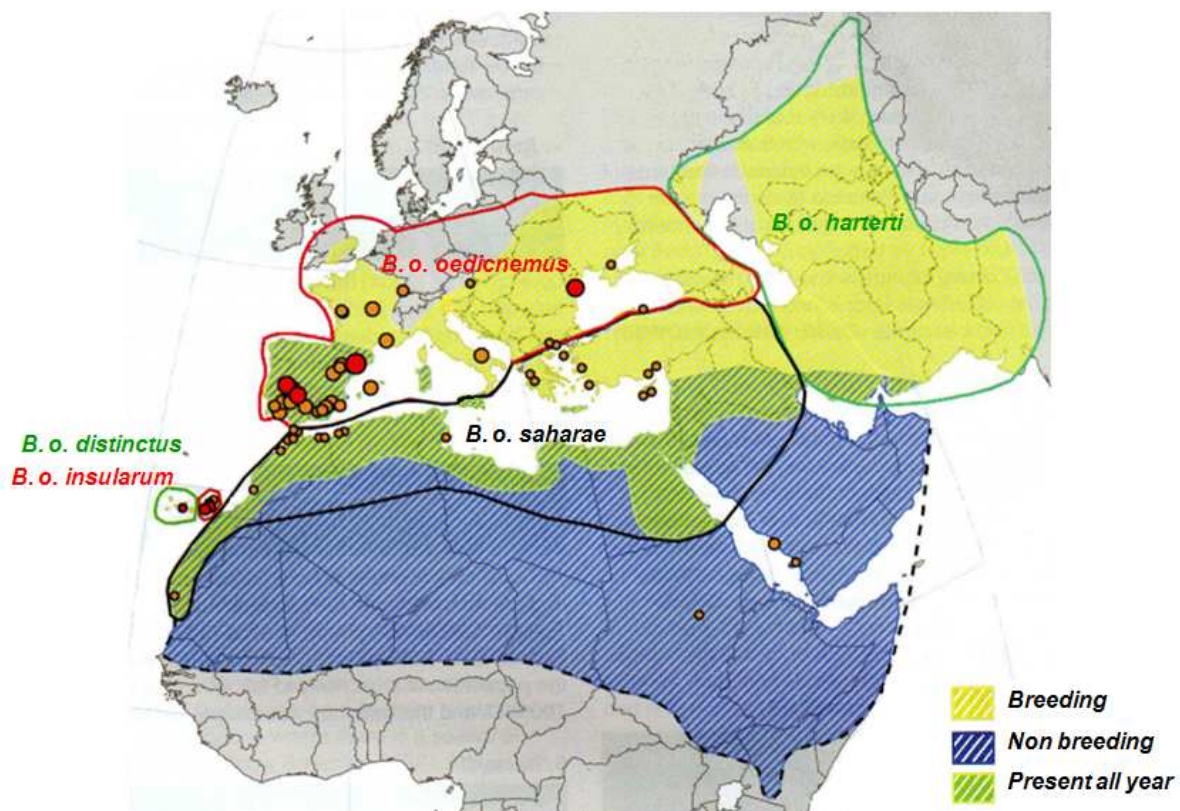 B. o. harterti
B. o. oedicnemus
B. o. saharae
B. o. distinctus
B. o. insularum
Breeding
Non breeding
Present all year